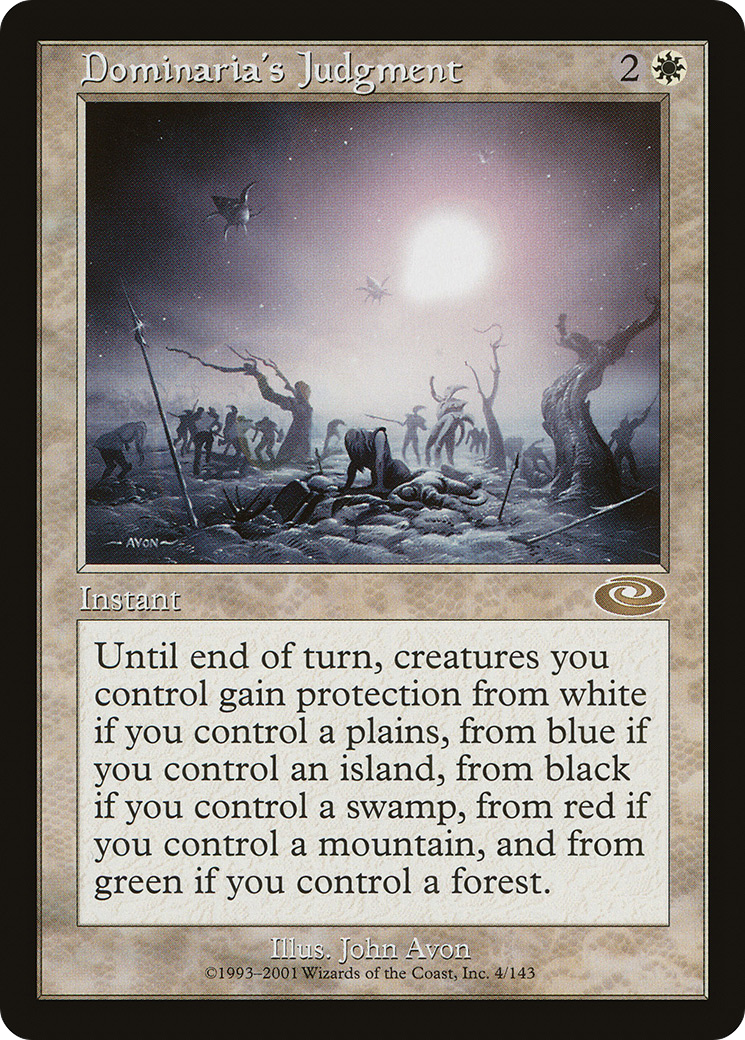 Dominaria's Judgment 2
AVON
Instant
Until end of turn, creatures you
control gain protection from white
if you control a plains, from blue if
you control an island, from black
if you control a swamp, from red if
you control a mountain, and from
green if you control a forest.
Illus. John Avon
©1993–2001 Wizards of the Coast, Inc. 4/143